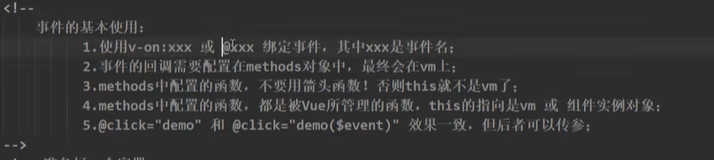 <!--
事件的基本使用：
1.使用v-on:xxx 或 @xxx 绑定事件，其中xxx是事件名；
2.事件的回调需要配置在methods对象中，最终会在vm上；
3.methods中配置的函数，不要用箭头函数！否则this就不是vm了；
4.methods中配置的函数，都是被Vue所管理的函数，this的指向是vm 或 组件实例对象；
5.@click="demo" 和 @click="demo($event)" 效果一致，但后者可以传参；
-->